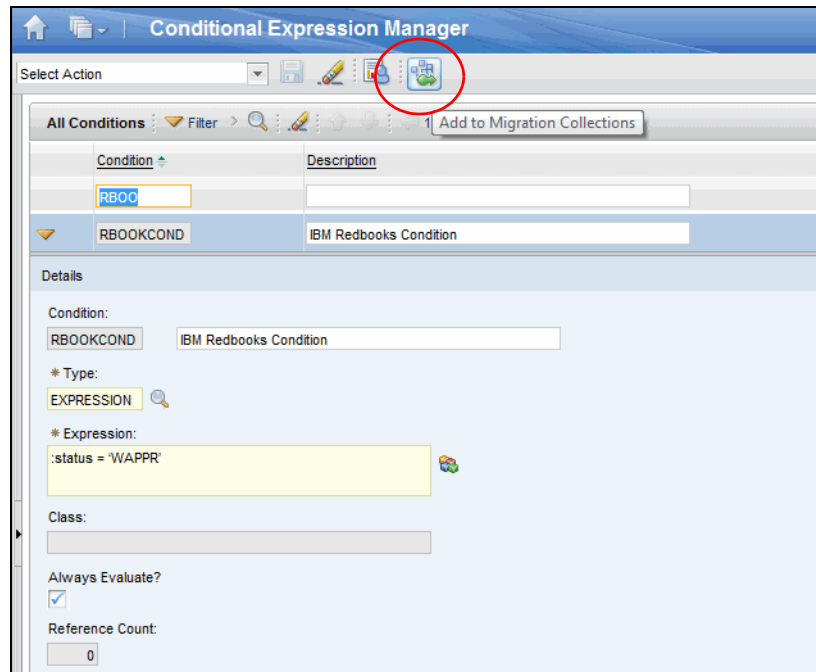 Conditional Expression Manager
Select Action
All Conditions Filter 1
Add to Migration Collections
Condition Description
RBOO
RBOOKCOND IBM Redbooks Condition
Details
Condition:
RBOOKCOND IBM Redbooks Condition
* Type:
EXPRESSION
* Expression:
:status = ‘WAPPR’
Class:
Always Evaluate?
Reference Count:
0